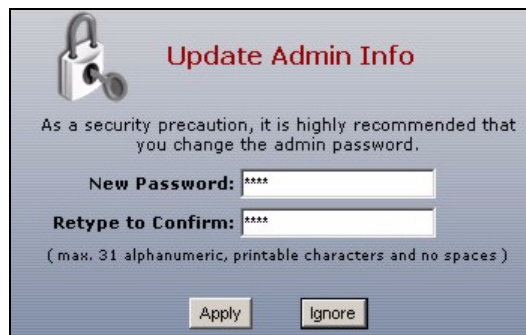 Update Admin Info
As a security precaution, it is highly recommended that
you change the admin password.
New Password: ****
Retype to Confirm: ****
( max. 31 alphanumeric, printable characters and no spaces )
Apply Ignore